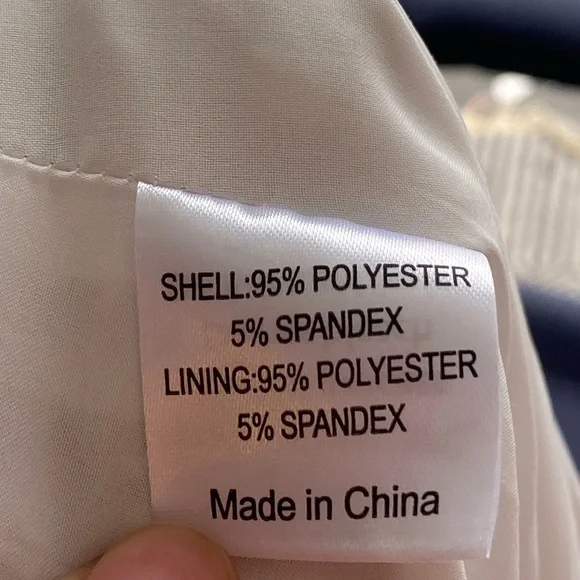 SHELL:95% POLYESTER
5% SPANDEX
LINING:95% POLYESTER
5% SPANDEX
Made in China